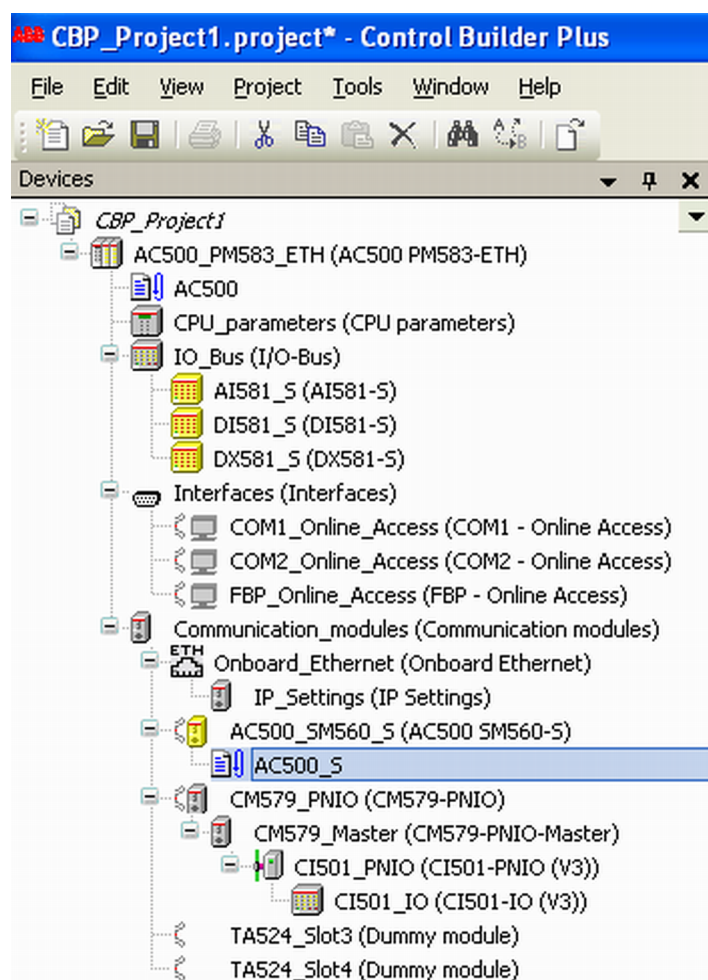 ABB CBP_Project1.project* - Control Builder Plus
File Edit View Project Tools Window Help
Devices
CBP_Project1
AC500_PM583_ETH (AC500 PM583-ETH)
AC500
CPU_parameters (CPU parameters)
IO_Bus (I/O-Bus)
AI581_S (AI581-S)
DI581_S (DI581-S)
DX581_S (DX581-S)
Interfaces (Interfaces)
COM1_Online_Access (COM1 - Online Access)
COM2_Online_Access (COM2 - Online Access)
FBP_Online_Access (FBP - Online Access)
Communication_modules (Communication modules)
ETH Onboard_Ethernet (Onboard Ethernet)
IP_Settings (IP Settings)
AC500_SM560_S (AC500 SM560-S)
AC500_S
CM579_PNIO (CM579-PNIO)
CM579_Master (CM579-PNIO-Master)
CI501_PNIO (CI501-PNIO (V3))
CI501_IO (CI501-IO (V3))
TA524_Slot3 (Dummy module)
TA524_Slot4 (Dummy module)